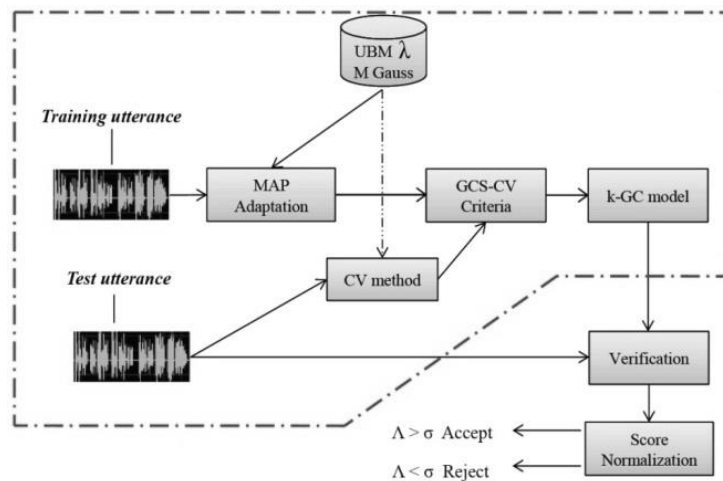 UBM λ
M Gauss
Training utterance
MAP
Adaptation
GCS-CV
Criteria
k-GC model
Test utterance
CV method
Verification
Λ > σ Accept
Λ < σ Reject
Score
Normalization